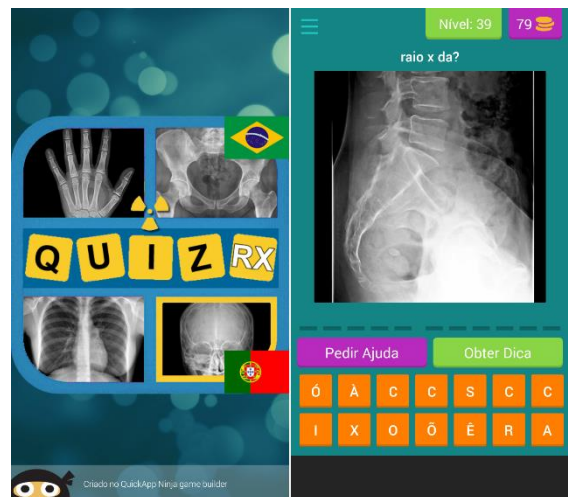 QUIZ RX
Criado no QuickApp Ninja game builder
Nível: 39
79
raio x da?
Pedir Ajuda
Obter Dica
Ó À C C S C C
I X O Õ Ê R A